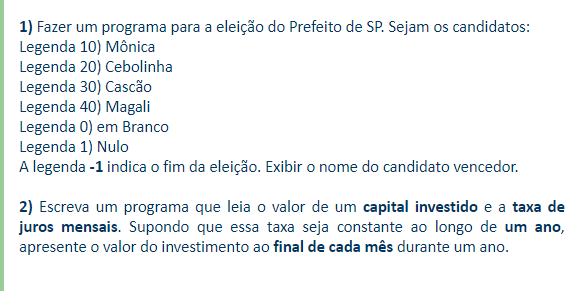 1) Fazer um programa para a eleição do Prefeito de SP. Sejam os candidatos:
Legenda 10) Mônica
Legenda 20) Cebolinha
Legenda 30) Cascão
Legenda 40) Magali
Legenda 0) em Branco
Legenda 1) Nulo
A legenda -1 indica o fim da eleição. Exibir o nome do candidato vencedor.
2) Escreva um programa que leia o valor de um capital investido e a taxa de
juros mensais. Supondo que essa taxa seja constante ao longo de um ano,
apresente o valor do investimento ao final de cada mês durante um ano.